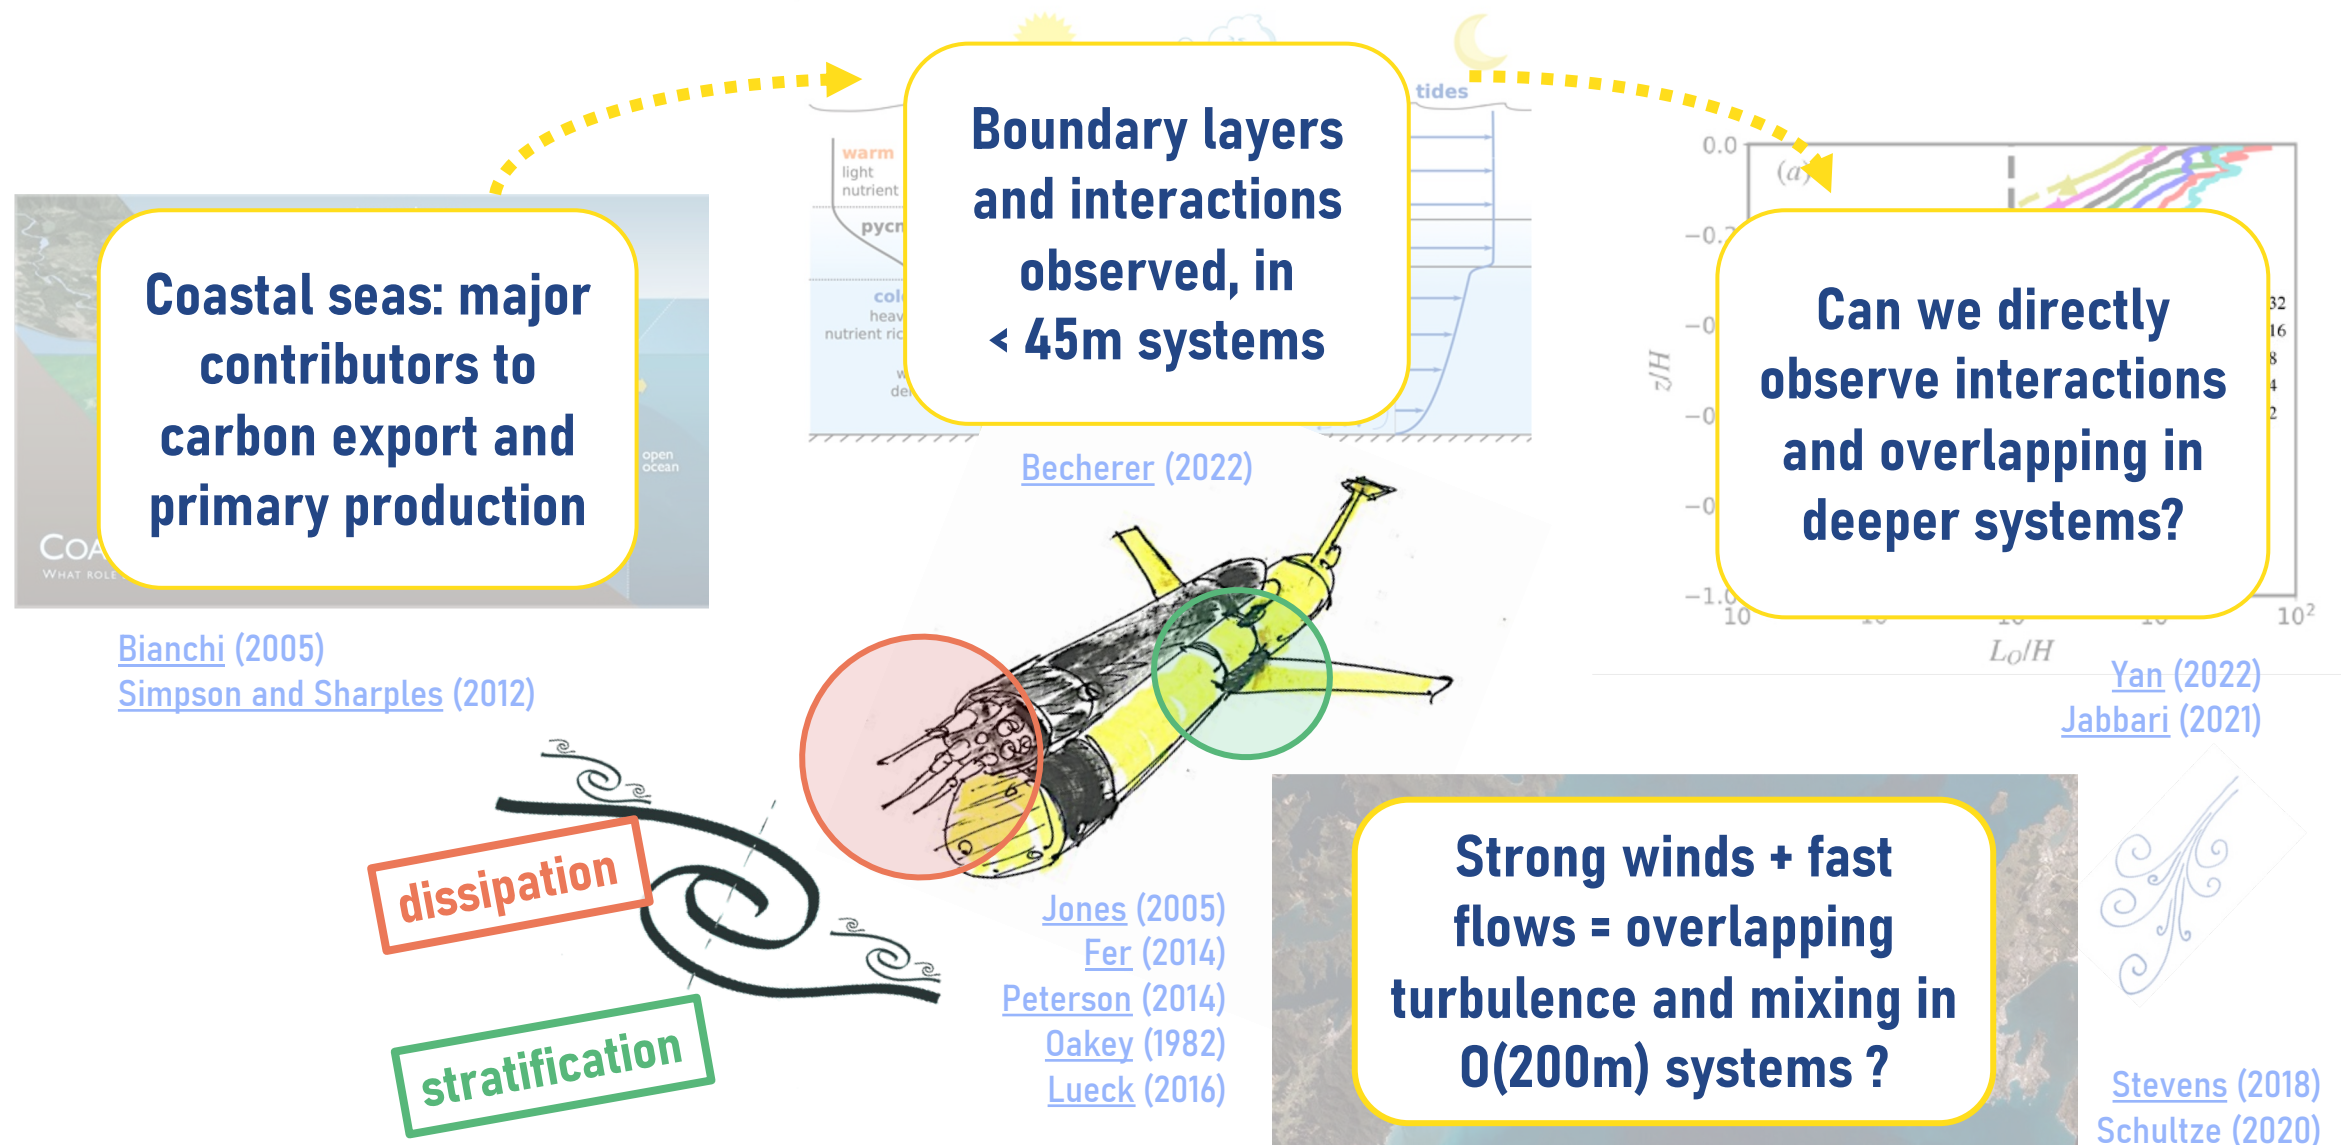 Coastal seas: major
contributors to
carbon export and
primary production
open
ocean
WHAT ROLE
Bianchi (2005)
Simpson and Sharples (2012)
tides
warm
light
nutrient
Boundary layers
and interactions
observed, in
< 45m systems
Becherer (2022)
0.0
(a)
Can we directly
observe interactions
and overlapping in
deeper systems?
32
16
8
4
2
z/H
10
10²
L_O/H
Yan (2022)
Jabbari (2021)
dissipation
stratification
Jones (2005)
Fer (2014)
Peterson (2014)
Oakey (1982)
Lueck (2016)
Strong winds + fast
flows = overlapping
turbulence and mixing in
O(200m) systems ?
Stevens (2018)
Schultze (2020)